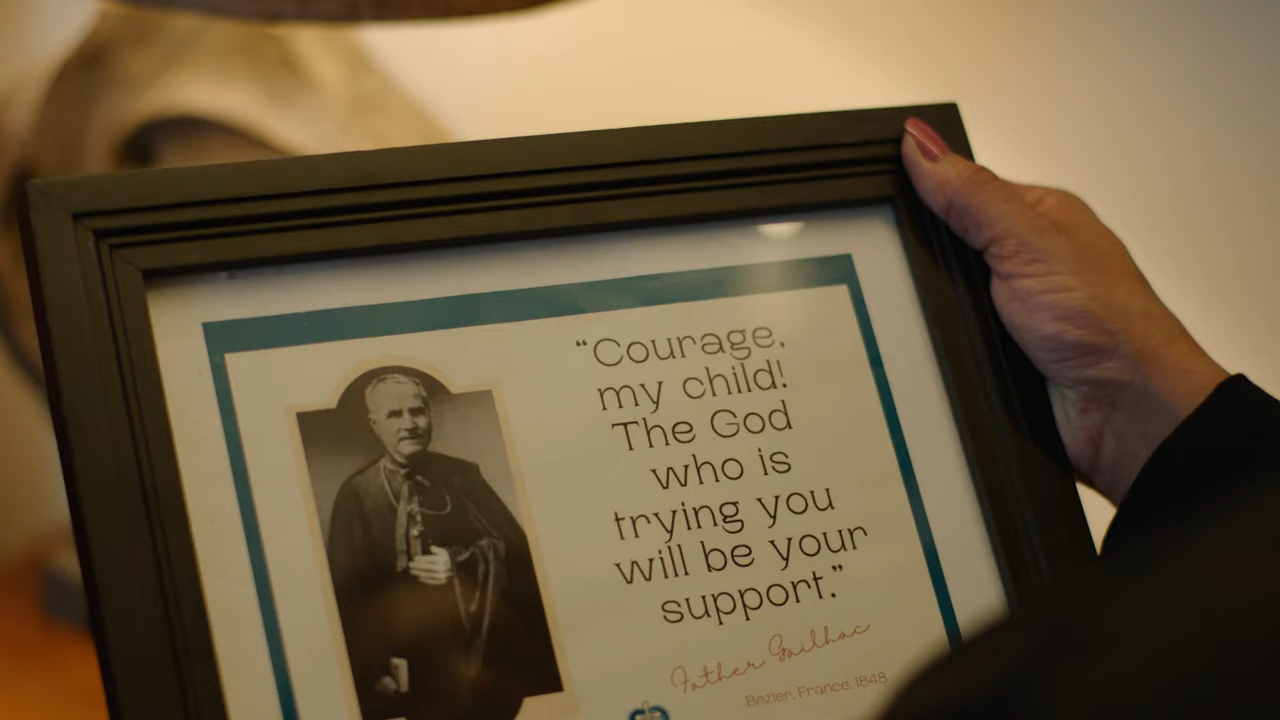 “Courage,
my child!
The God
who is
trying you
will be your
support.”
Father Gailhac
Bezier, France, 1848